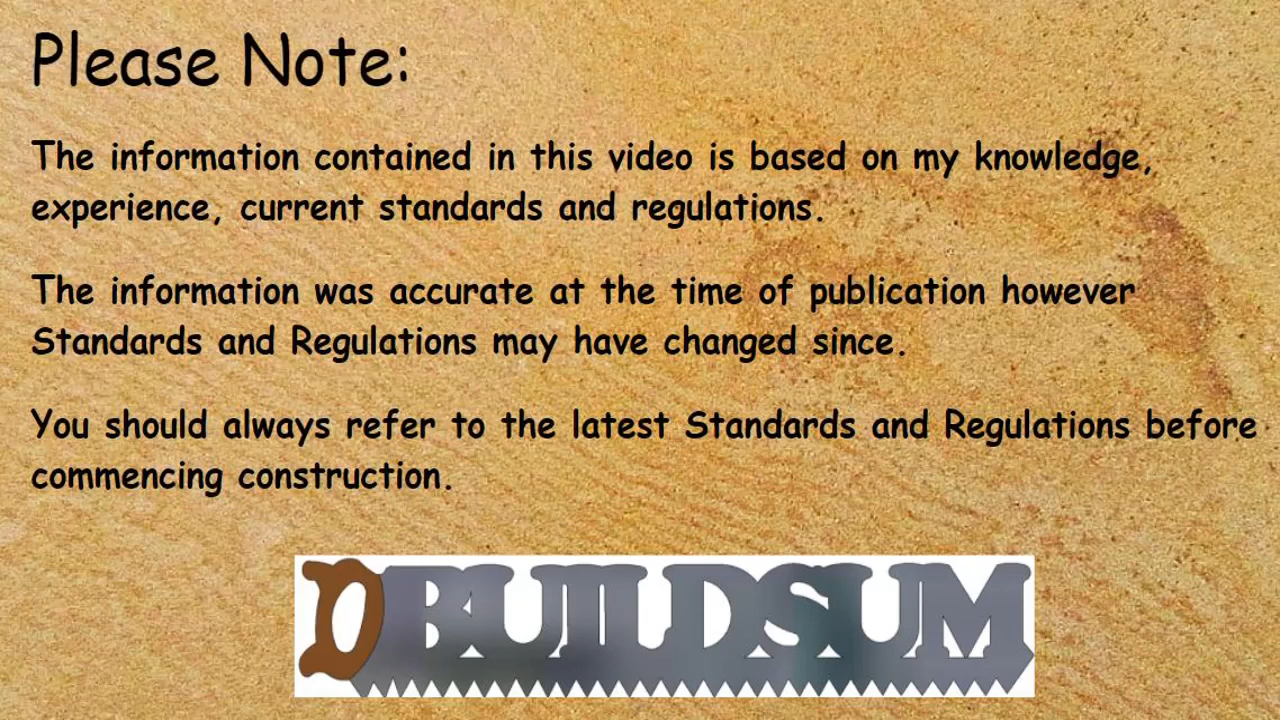 Please Note:
The information contained in this video is based on my knowledge,
experience, current standards and regulations.
The information was accurate at the time of publication however
Standards and Regulations may have changed since.
You should always refer to the latest Standards and Regulations before
commencing construction.
BUILDSUM